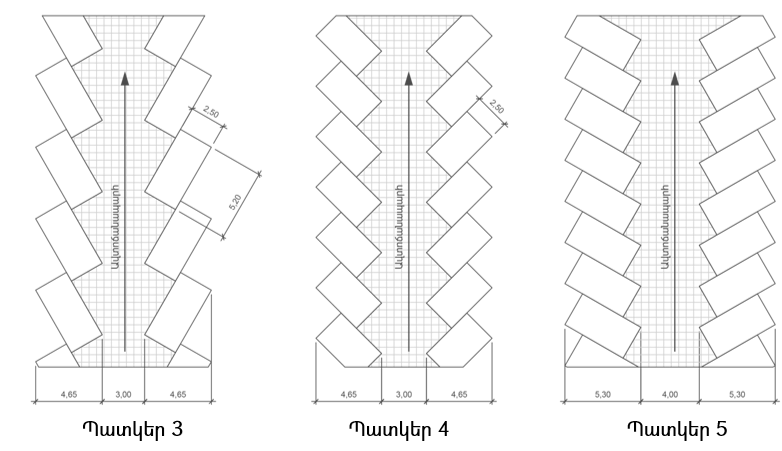 2,50
5,20
Ավտոճանապարհ
4,65 3,00 4,65
Պատկեր 3
2,50
Ավտոճանապարհ
4,65 3,00 4,65
Պատկեր 4
Ավտոճանապարհ
5,30 4,00 5,30
Պատկեր 5